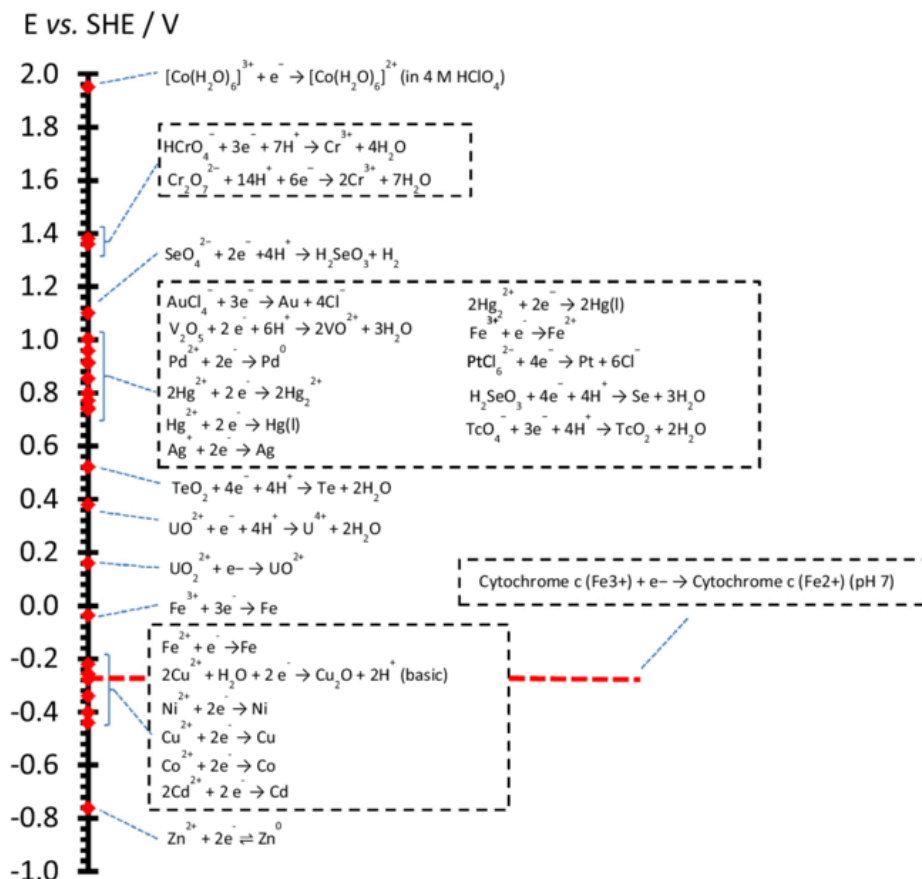 E vs. SHE / V
2.0
1.8
1.6
1.4
1.2
1.0
0.8
0.6
0.4
0.2
0.0
-0.2
-0.4
-0.6
-0.8
-1.0
[Co(H₂O)₆]³⁺ + e⁻ → [Co(H₂O)₆]²⁺ (in 4 M HClO₄)
HCrO₄⁻ + 3e⁻ + 7H⁺ → Cr³⁺ + 4H₂O
Cr₂O₇²⁻ + 14H⁺ + 6e⁻ → 2Cr³⁺ + 7H₂O
SeO₄²⁻ + 2e⁻ +4H⁺ → H₂SeO₃ + H₂
AuCl₄⁻ + 3e⁻ → Au + 4Cl⁻
V₂O₅ + 2 e⁻ + 6H⁺ → 2VO²⁺ + 3H₂O
Pd²⁺ + 2e⁻ → Pd⁰
2Hg²⁺ + 2 e⁻ → 2Hg₂²⁺
Hg²⁺ + 2 e⁻ → Hg(l)
Ag⁺ + 2e⁻ → Ag
2Hg₂²⁺ + 2e⁻ → 2Hg(l)
Fe³⁺ + e⁻ →Fe²⁺
PtCl₆²⁻ + 4e⁻ → Pt + 6Cl⁻
H₂SeO₃ + 4e⁻ + 4H⁺ → Se + 3H₂O
TcO₄⁻ + 3e⁻ + 4H⁺ → TcO₂ + 2H₂O
TeO₂ + 4e⁻ + 4H⁺ → Te + 2H₂O
UO²⁺ + e⁻ + 4H⁺ → U⁴⁺ + 2H₂O
UO₂²⁺ + e− → UO²⁺
Cytochrome c (Fe3+) + e− → Cytochrome c (Fe2+) (pH 7)
Fe³⁺ + 3e⁻ → Fe
Fe²⁺ + e⁻ →Fe
2Cu²⁺ + H₂O + 2 e⁻ → Cu₂O + 2H⁺ (basic)
Ni²⁺ + 2e⁻ → Ni
Cu²⁺ + 2e⁻ → Cu
Co²⁺ + 2e⁻ → Co
2Cd²⁺ + 2 e⁻ → Cd
Zn²⁺ + 2e⁻ ⇌ Zn⁰